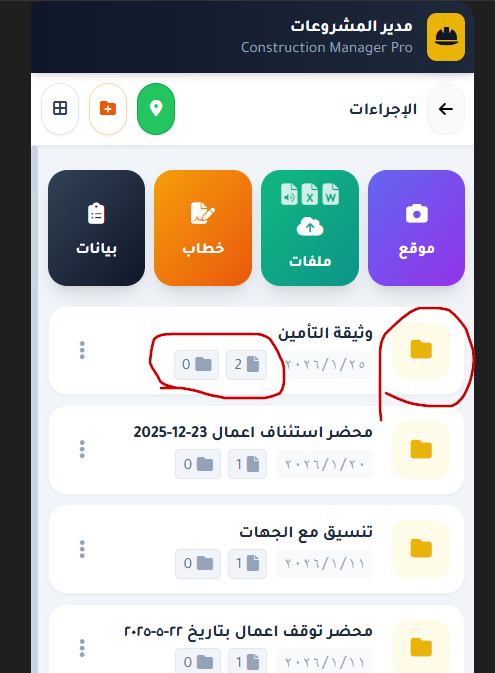 مدير المشروعات
Construction Manager Pro
الإجراءات
موقع
W X
ملفات
خطاب
بيانات
وثيقة التأمين
٢٠٢٦/١/٢٥ 2 0
محضر استئناف اعمال 23-12-2025
٢٠٢٦/١/٢٠ 1 0
تنسيق مع الجهات
٢٠٢٦/١/١١ 1 0
محضر توقف اعمال بتاريخ ٢٢-٥-٢٠٢٥
٢٠٢٦/١/١١ 1 0